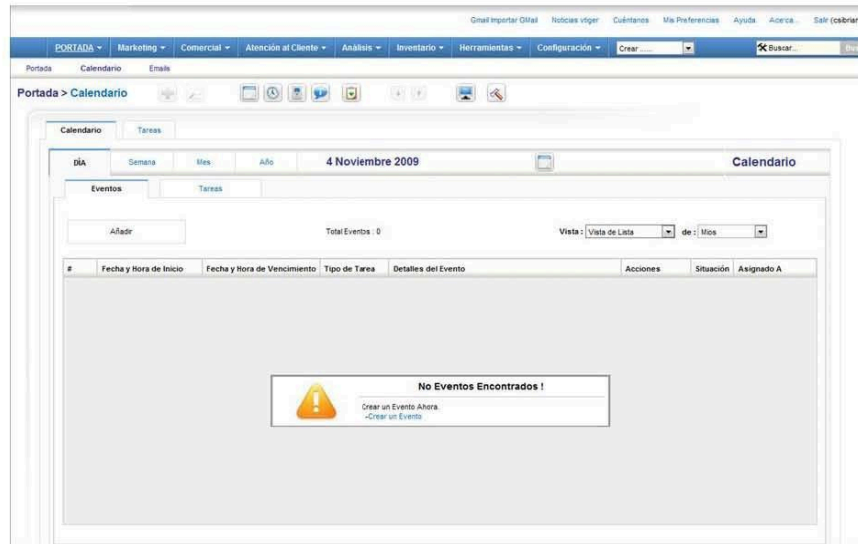 Gmail Importar GMail Noticias vtiger Cuéntanos Mis Preferencias Ayuda Acerca... Salir (csibrian
PORTADA Marketing Comercial Atención al Cliente Análisis Inventario Herramientas Configuración Crear ...... Buscar...
Portada Calendario Emails
Portada > Calendario
Calendario Tareas
DÍA Semana Mes Año 4 Noviembre 2009 Calendario
Eventos Tareas
Añadir Total Eventos : 0 Vista : Vista de Lista de : Mios
# Fecha y Hora de Inicio Fecha y Hora de Vencimiento Tipo de Tarea Detalles del Evento Acciones Situación Asignado A
No Eventos Encontrados !
Crear un Evento Ahora.
-Crear un Evento